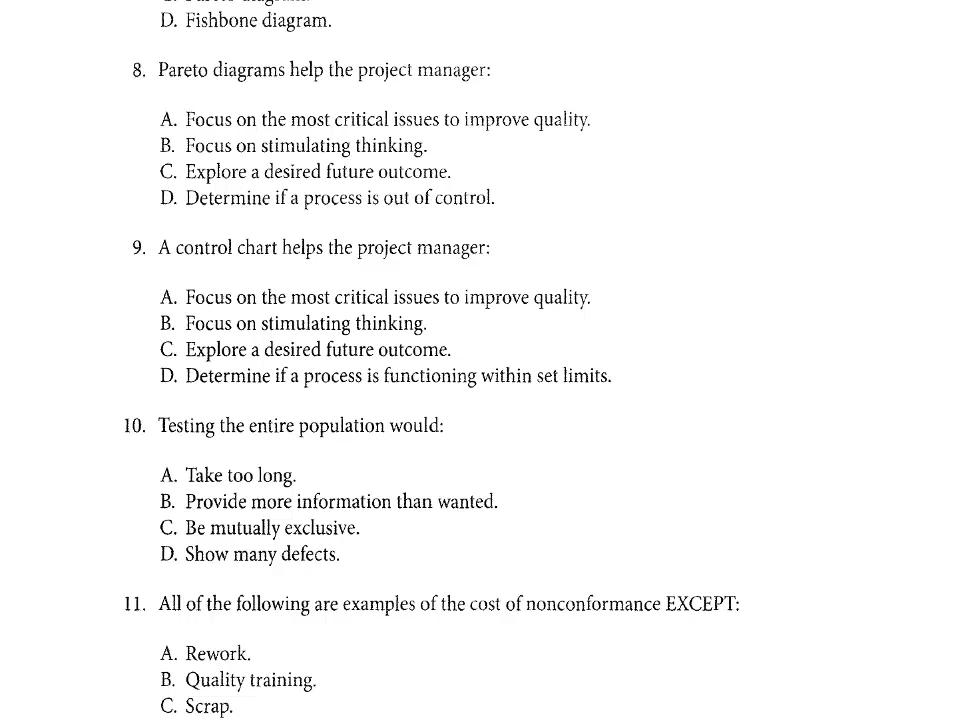 D. Fishbone diagram.
8. Pareto diagrams help the project manager:
A. Focus on the most critical issues to improve quality.
B. Focus on stimulating thinking.
C. Explore a desired future outcome.
D. Determine if a process is out of control.
9. A control chart helps the project manager:
A. Focus on the most critical issues to improve quality.
B. Focus on stimulating thinking.
C. Explore a desired future outcome.
D. Determine if a process is functioning within set limits.
10. Testing the entire population would:
A. Take too long.
B. Provide more information than wanted.
C. Be mutually exclusive.
D. Show many defects.
11. All of the following are examples of the cost of nonconformance EXCEPT:
A. Rework.
B. Quality training.
C. Scrap.